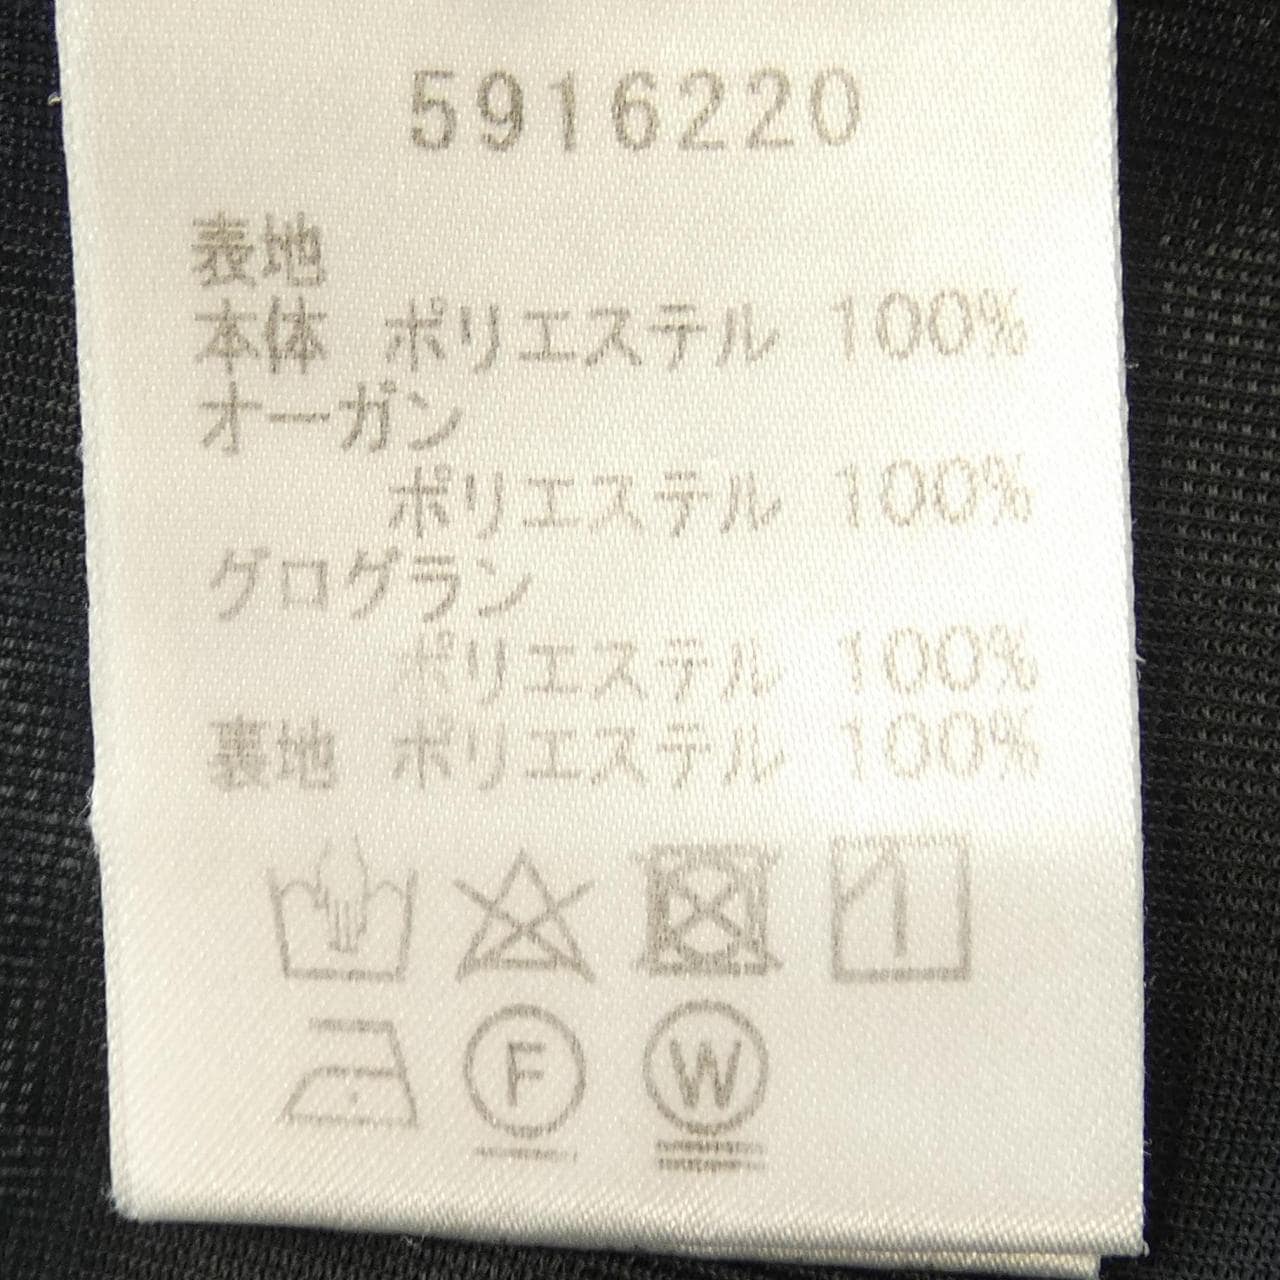 5916220
表地
本体 ポリエステル 100%
オーガン
ポリエステル 100%
グログラン
ポリエステル 100%
裏地 ポリエステル 100%
F W